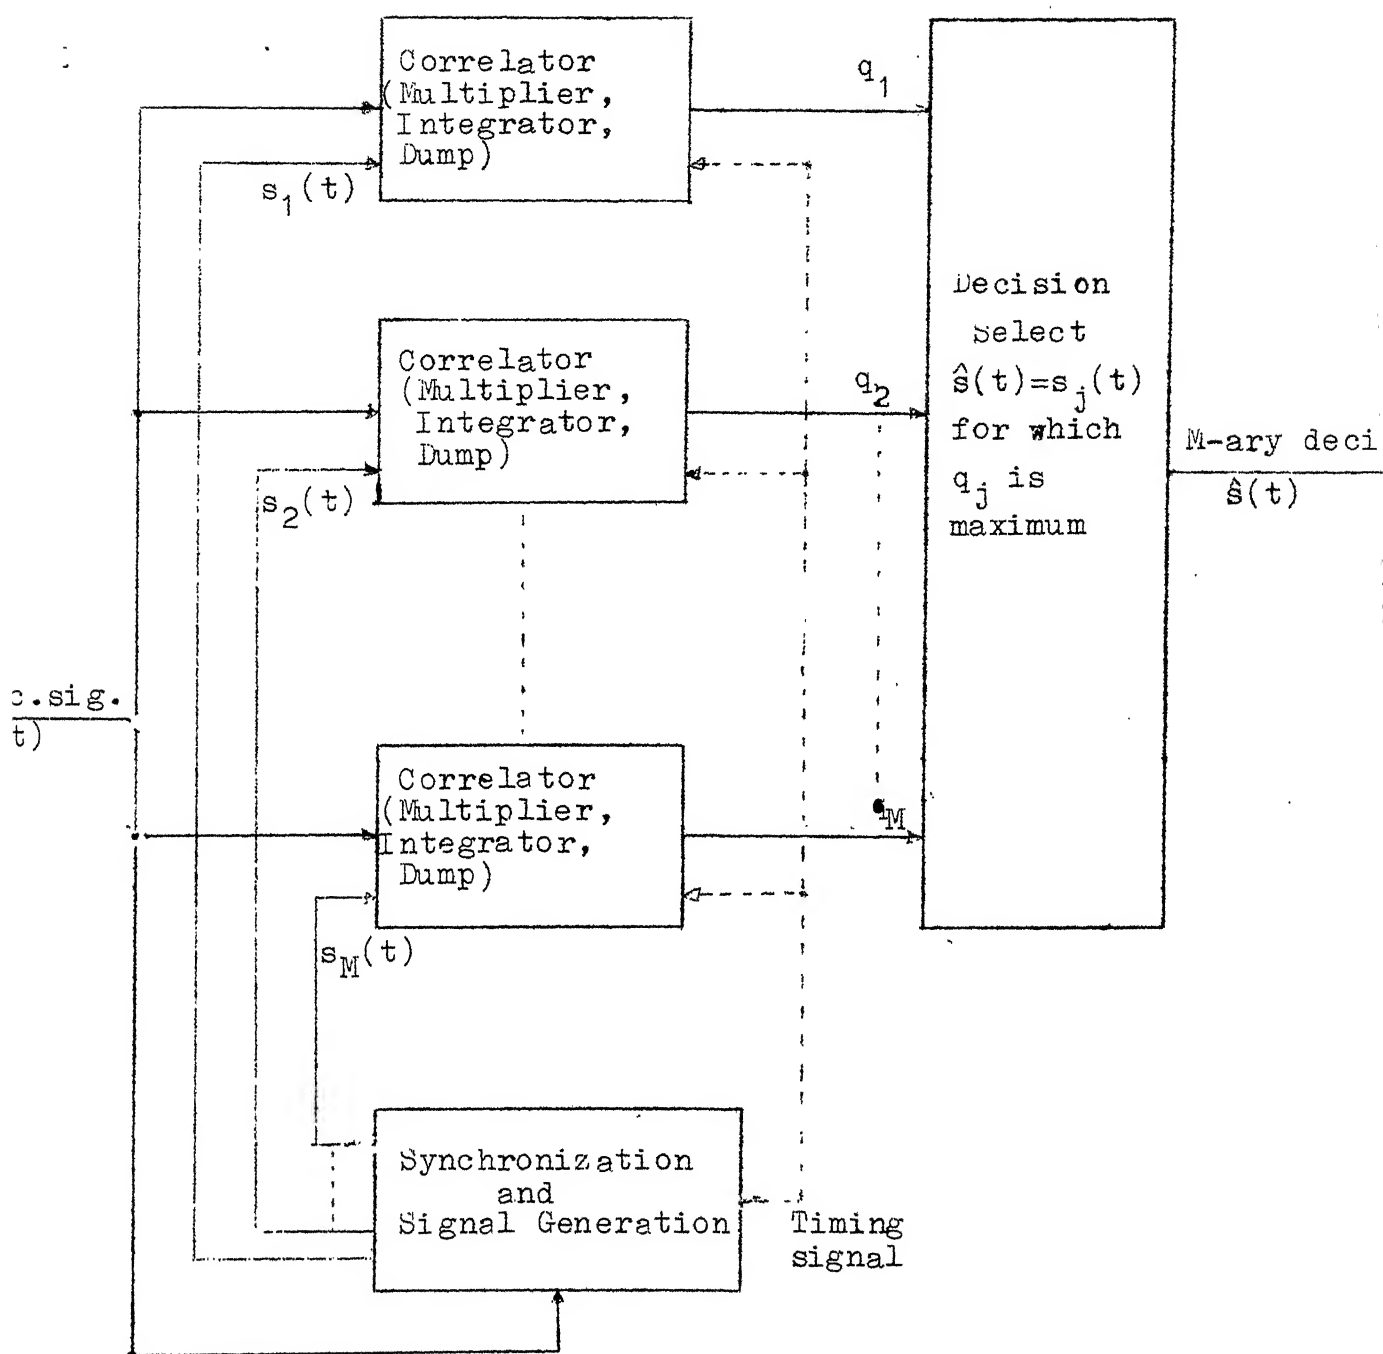 Correlator
(Multiplier,
Integrator,
Dump)
q1
s1(t)
Correlator
(Multiplier,
Integrator,
Dump)
q2
s2(t)
Decision
Select
ŝ(t)=sj(t)
for which
qj is
maximum
M-ary deci
ŝ(t)
c.sig.
t)
Correlator
(Multiplier,
Integrator,
Dump)
M
sM(t)
Synchronization
and
Signal Generation
Timing
signal